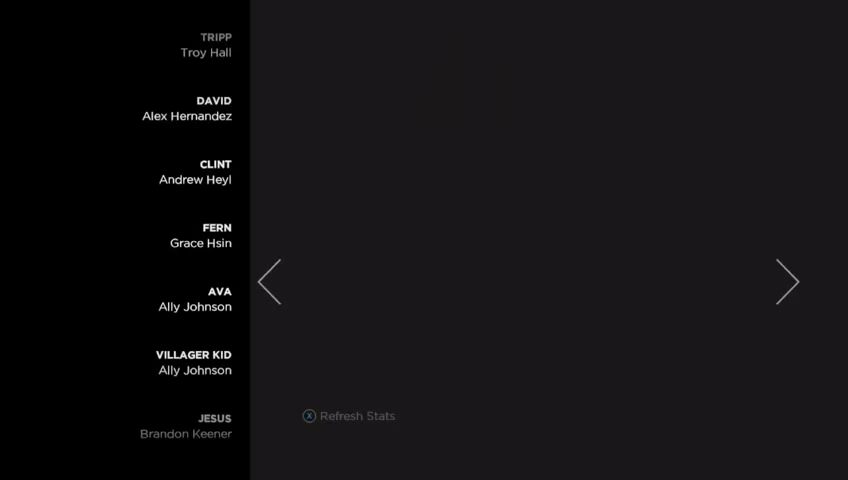 TRIPP
Troy Hall
DAVID
Alex Hernandez
CLINT
Andrew Heyl
FERN
Grace Hsin
AVA
Ally Johnson
VILLAGER KID
Ally Johnson
JESUS
Brandon Keener
X Refresh Stats